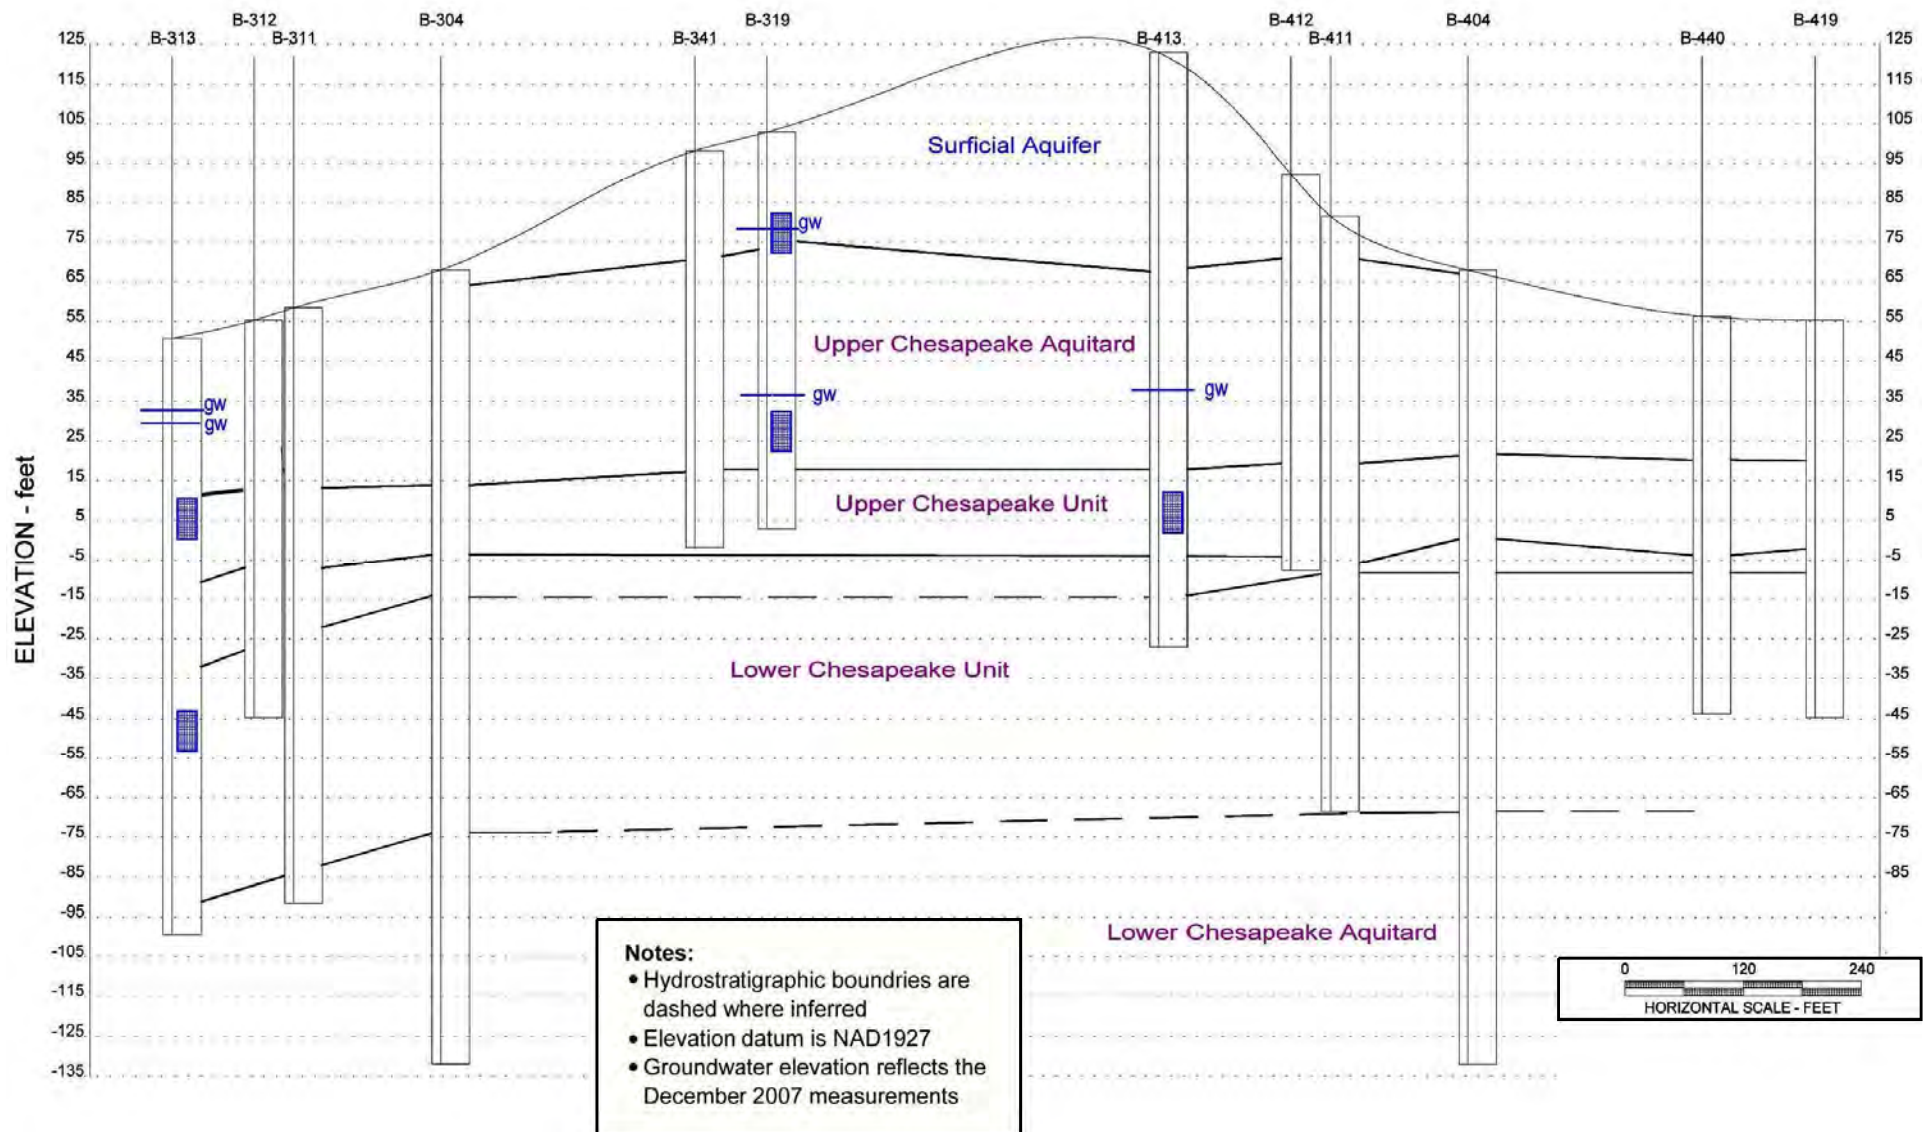 B-312 B-304 B-319 B-412 B-404 B-419
B-313 B-311 B-341 B-413 B-411 B-440
125 125
115 115
105 105
Surficial Aquifer
95 95
85 85
gw
75 75
65 65
55 55
Upper Chesapeake Aquitard
45 45
gw gw
35 gw 35
gw
25 25
15 15
Upper Chesapeake Unit
5 5
-5 -5
-15 -15
-25 -25
ELEVATION - feet
Lower Chesapeake Unit
-35 -35
-45 -45
-55 -55
-65 -65
-75 -75
-85 -85
-95
Lower Chesapeake Aquitard
-105
-115
-125
-135
Notes:
• Hydrostratigraphic boundries are
dashed where inferred
• Elevation datum is NAD1927
• Groundwater elevation reflects the
December 2007 measurements
0 120 240
HORIZONTAL SCALE - FEET